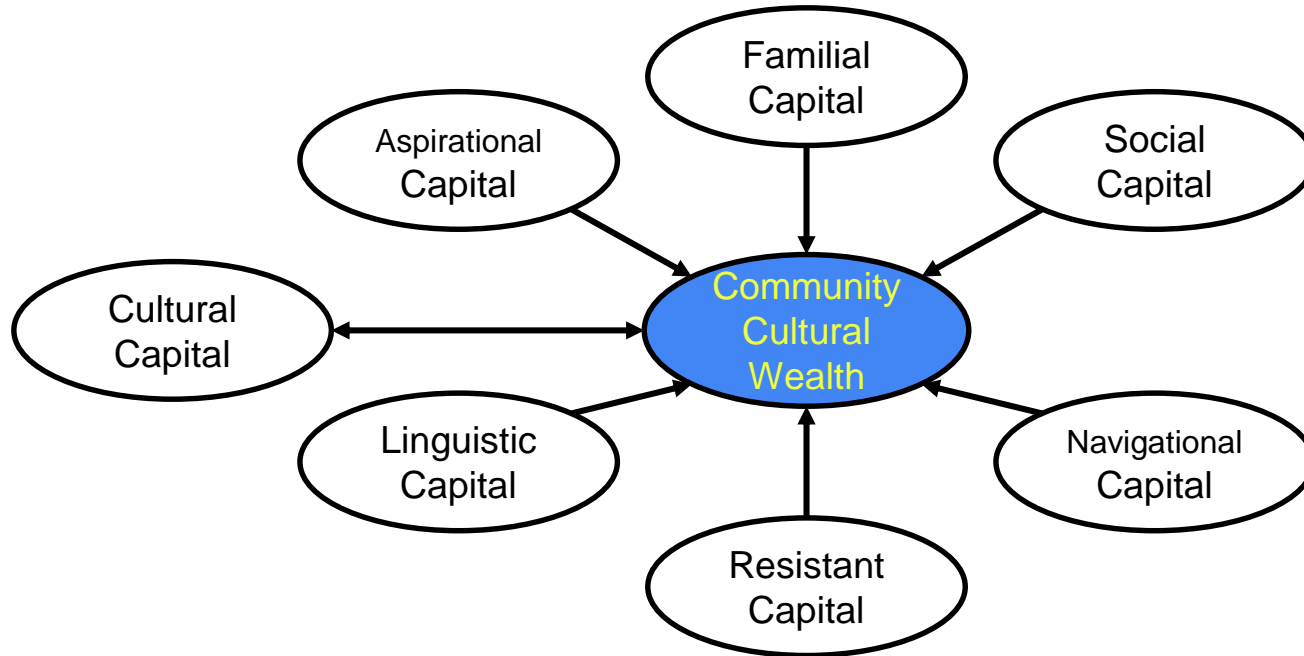 Familial
Capital
Aspirational
Capital
Social
Capital
Cultural
Capital
Community
Cultural
Wealth
Linguistic
Capital
Navigational
Capital
Resistant
Capital